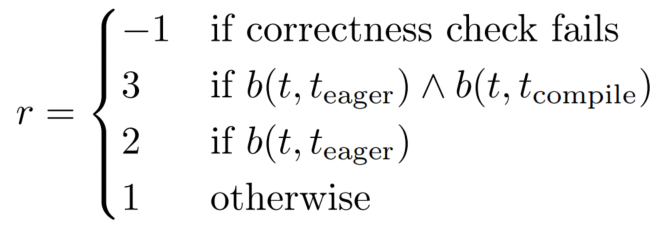 r = { −1 if correctness check fails
3 if b(t, t_eager) ∧ b(t, t_compile)
2 if b(t, t_eager)
1 otherwise